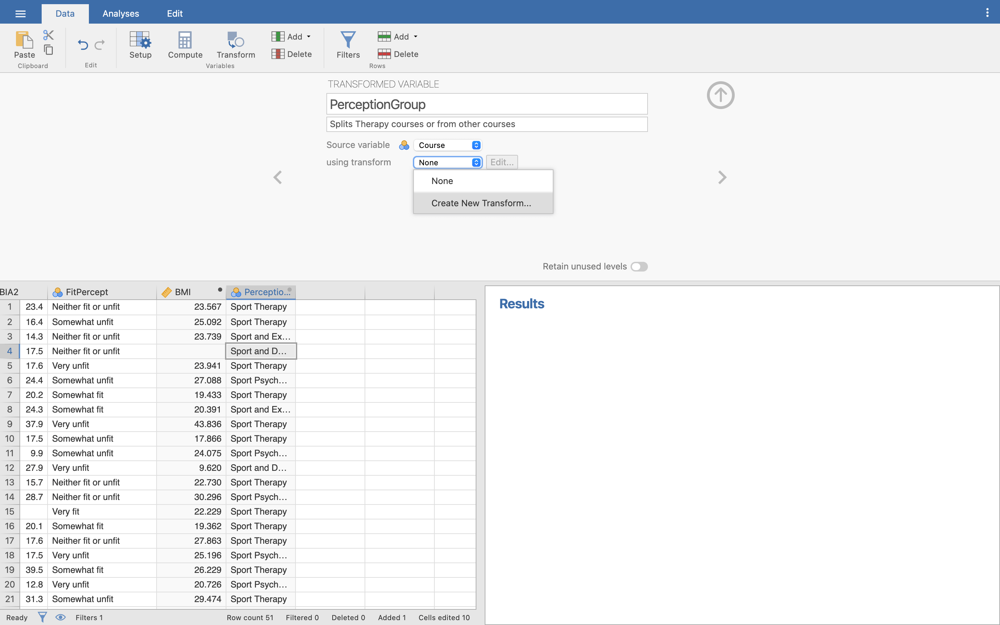 Data Analyses Edit
Paste
Clipboard
Edit
Setup Compute Transform
Add
Delete
Variables
Filters
Add
Delete
Rows
TRANSFORMED VARIABLE
PerceptionGroup
Splits Therapy courses or from other courses
Source variable Course
using transform None Edit...
None
Create New Transform...
Retain unused levels
BIA2 FitPercept BMI Perceptio...
1 23.4 Neither fit or unfit 23.567 Sport Therapy
2 16.4 Somewhat unfit 25.092 Sport Therapy
3 14.3 Neither fit or unfit 23.739 Sport and Ex...
4 17.5 Neither fit or unfit Sport and D...
5 17.6 Very unfit 23.941 Sport Therapy
6 24.4 Somewhat unfit 27.088 Sport Psych...
7 20.2 Somewhat fit 19.433 Sport Therapy
8 24.3 Somewhat fit 20.391 Sport and Ex...
9 37.9 Very unfit 43.836 Sport Therapy
10 17.5 Somewhat unfit 17.866 Sport Therapy
11 9.9 Somewhat unfit 24.075 Sport Psych...
12 27.9 Very unfit 9.620 Sport and D...
13 15.7 Neither fit or unfit 22.730 Sport Therapy
14 28.7 Neither fit or unfit 30.296 Sport Psych...
15 Very fit 22.229 Sport Therapy
16 20.1 Somewhat fit 19.362 Sport Therapy
17 17.6 Neither fit or unfit 27.863 Sport Therapy
18 17.5 Very unfit 25.196 Sport Psych...
19 39.5 Somewhat fit 26.229 Sport Therapy
20 12.8 Very unfit 20.726 Sport Psych...
21 31.3 Somewhat unfit 29.474 Sport Therapy
Results
Ready Filters 1 Row count 51 Filtered 0 Deleted 0 Added 1 Cells edited 10